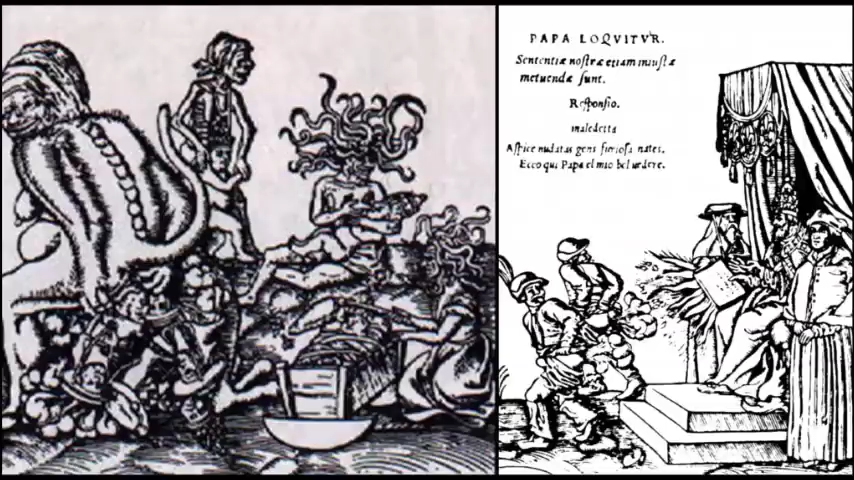 PAPA LOQVITVR.
Sententiæ nostræ etiam iniustæ
metuendæ sunt.
Responsio.
maledetta
Aspice nudatas gens furiosa nates.
Ecco qui Papa el mio bel uedere.